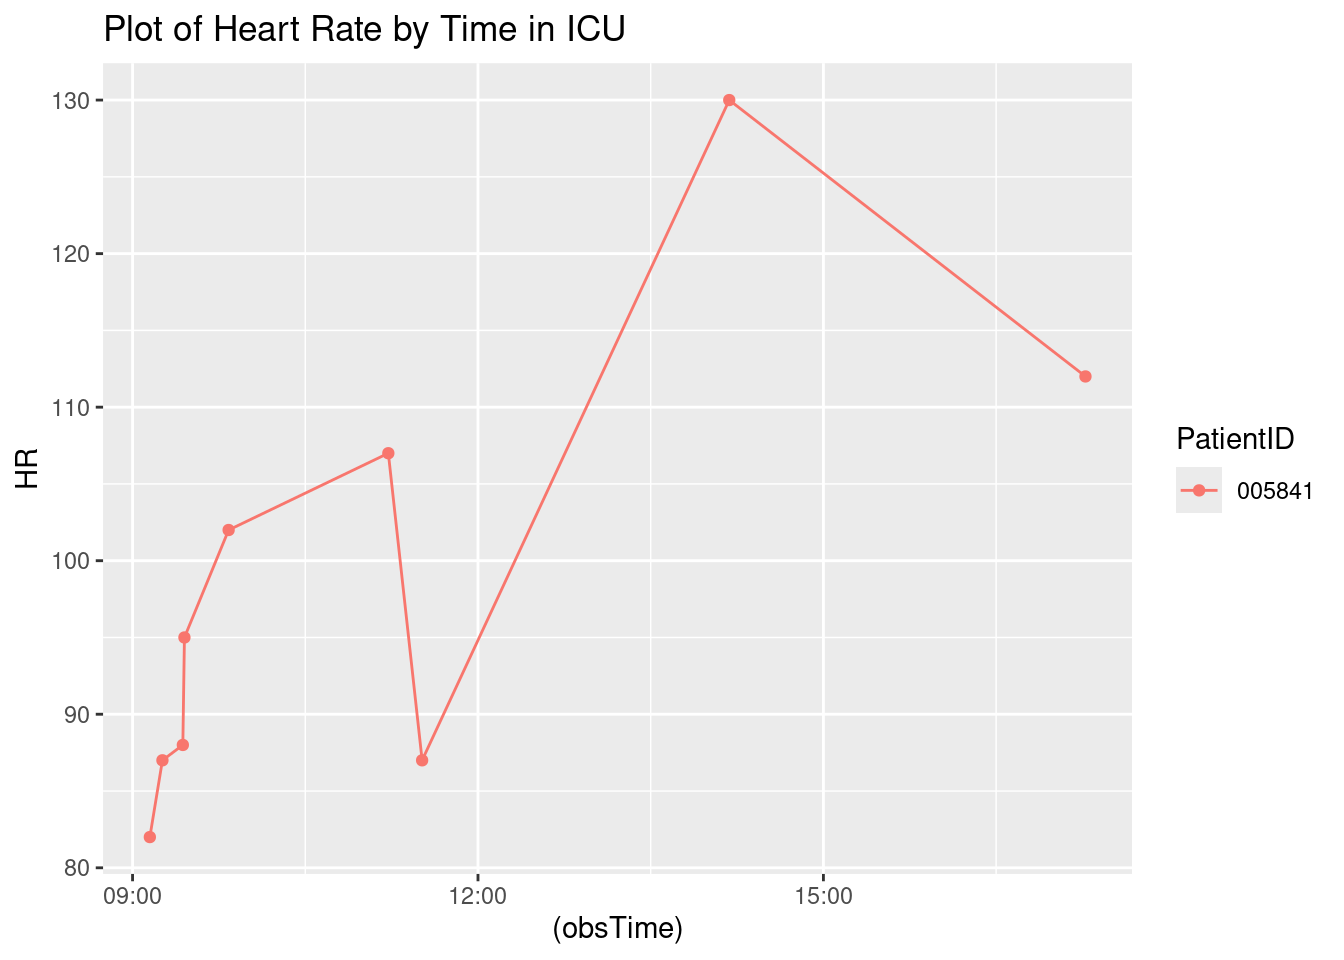 Plot of Heart Rate by Time in ICU
130
120
110
100
90
80
HR
09:00
12:00
15:00
(obsTime)
PatientID
005841